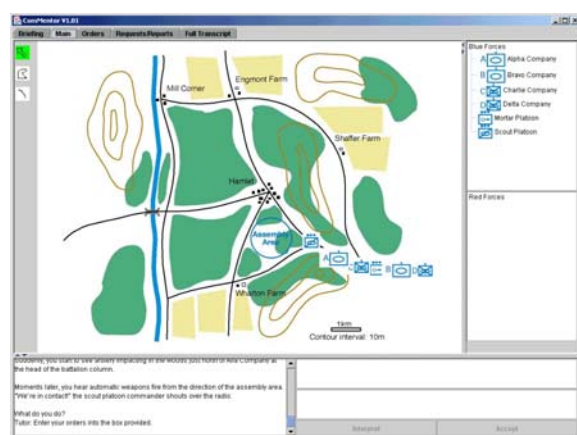 ComMentor V1.01
Briefing Main Orders Requests/Reports Full Transcript
Mill Corner
Engmont Farm
Shaffer Farm
Hamlet
Assembly
Area
A
C
B
D
Wharton Farm
1km
Contour interval: 10m
Blue Forces
A Alpha Company
B Bravo Company
C Charlie Company
D Delta Company
Mortar Platoon
Scout Platoon
Red Forces
Suddenly, you start to see artillery impacting in the woods just north of Alfa Company at
the head of the battalion column.
Moments later, you hear automatic weapons fire from the direction of the assembly area.
"We're in contact!" the scout platoon commander shouts over the radio.
What do you do?
Tutor: Enter your orders into the box provided.
Interpret
Accept